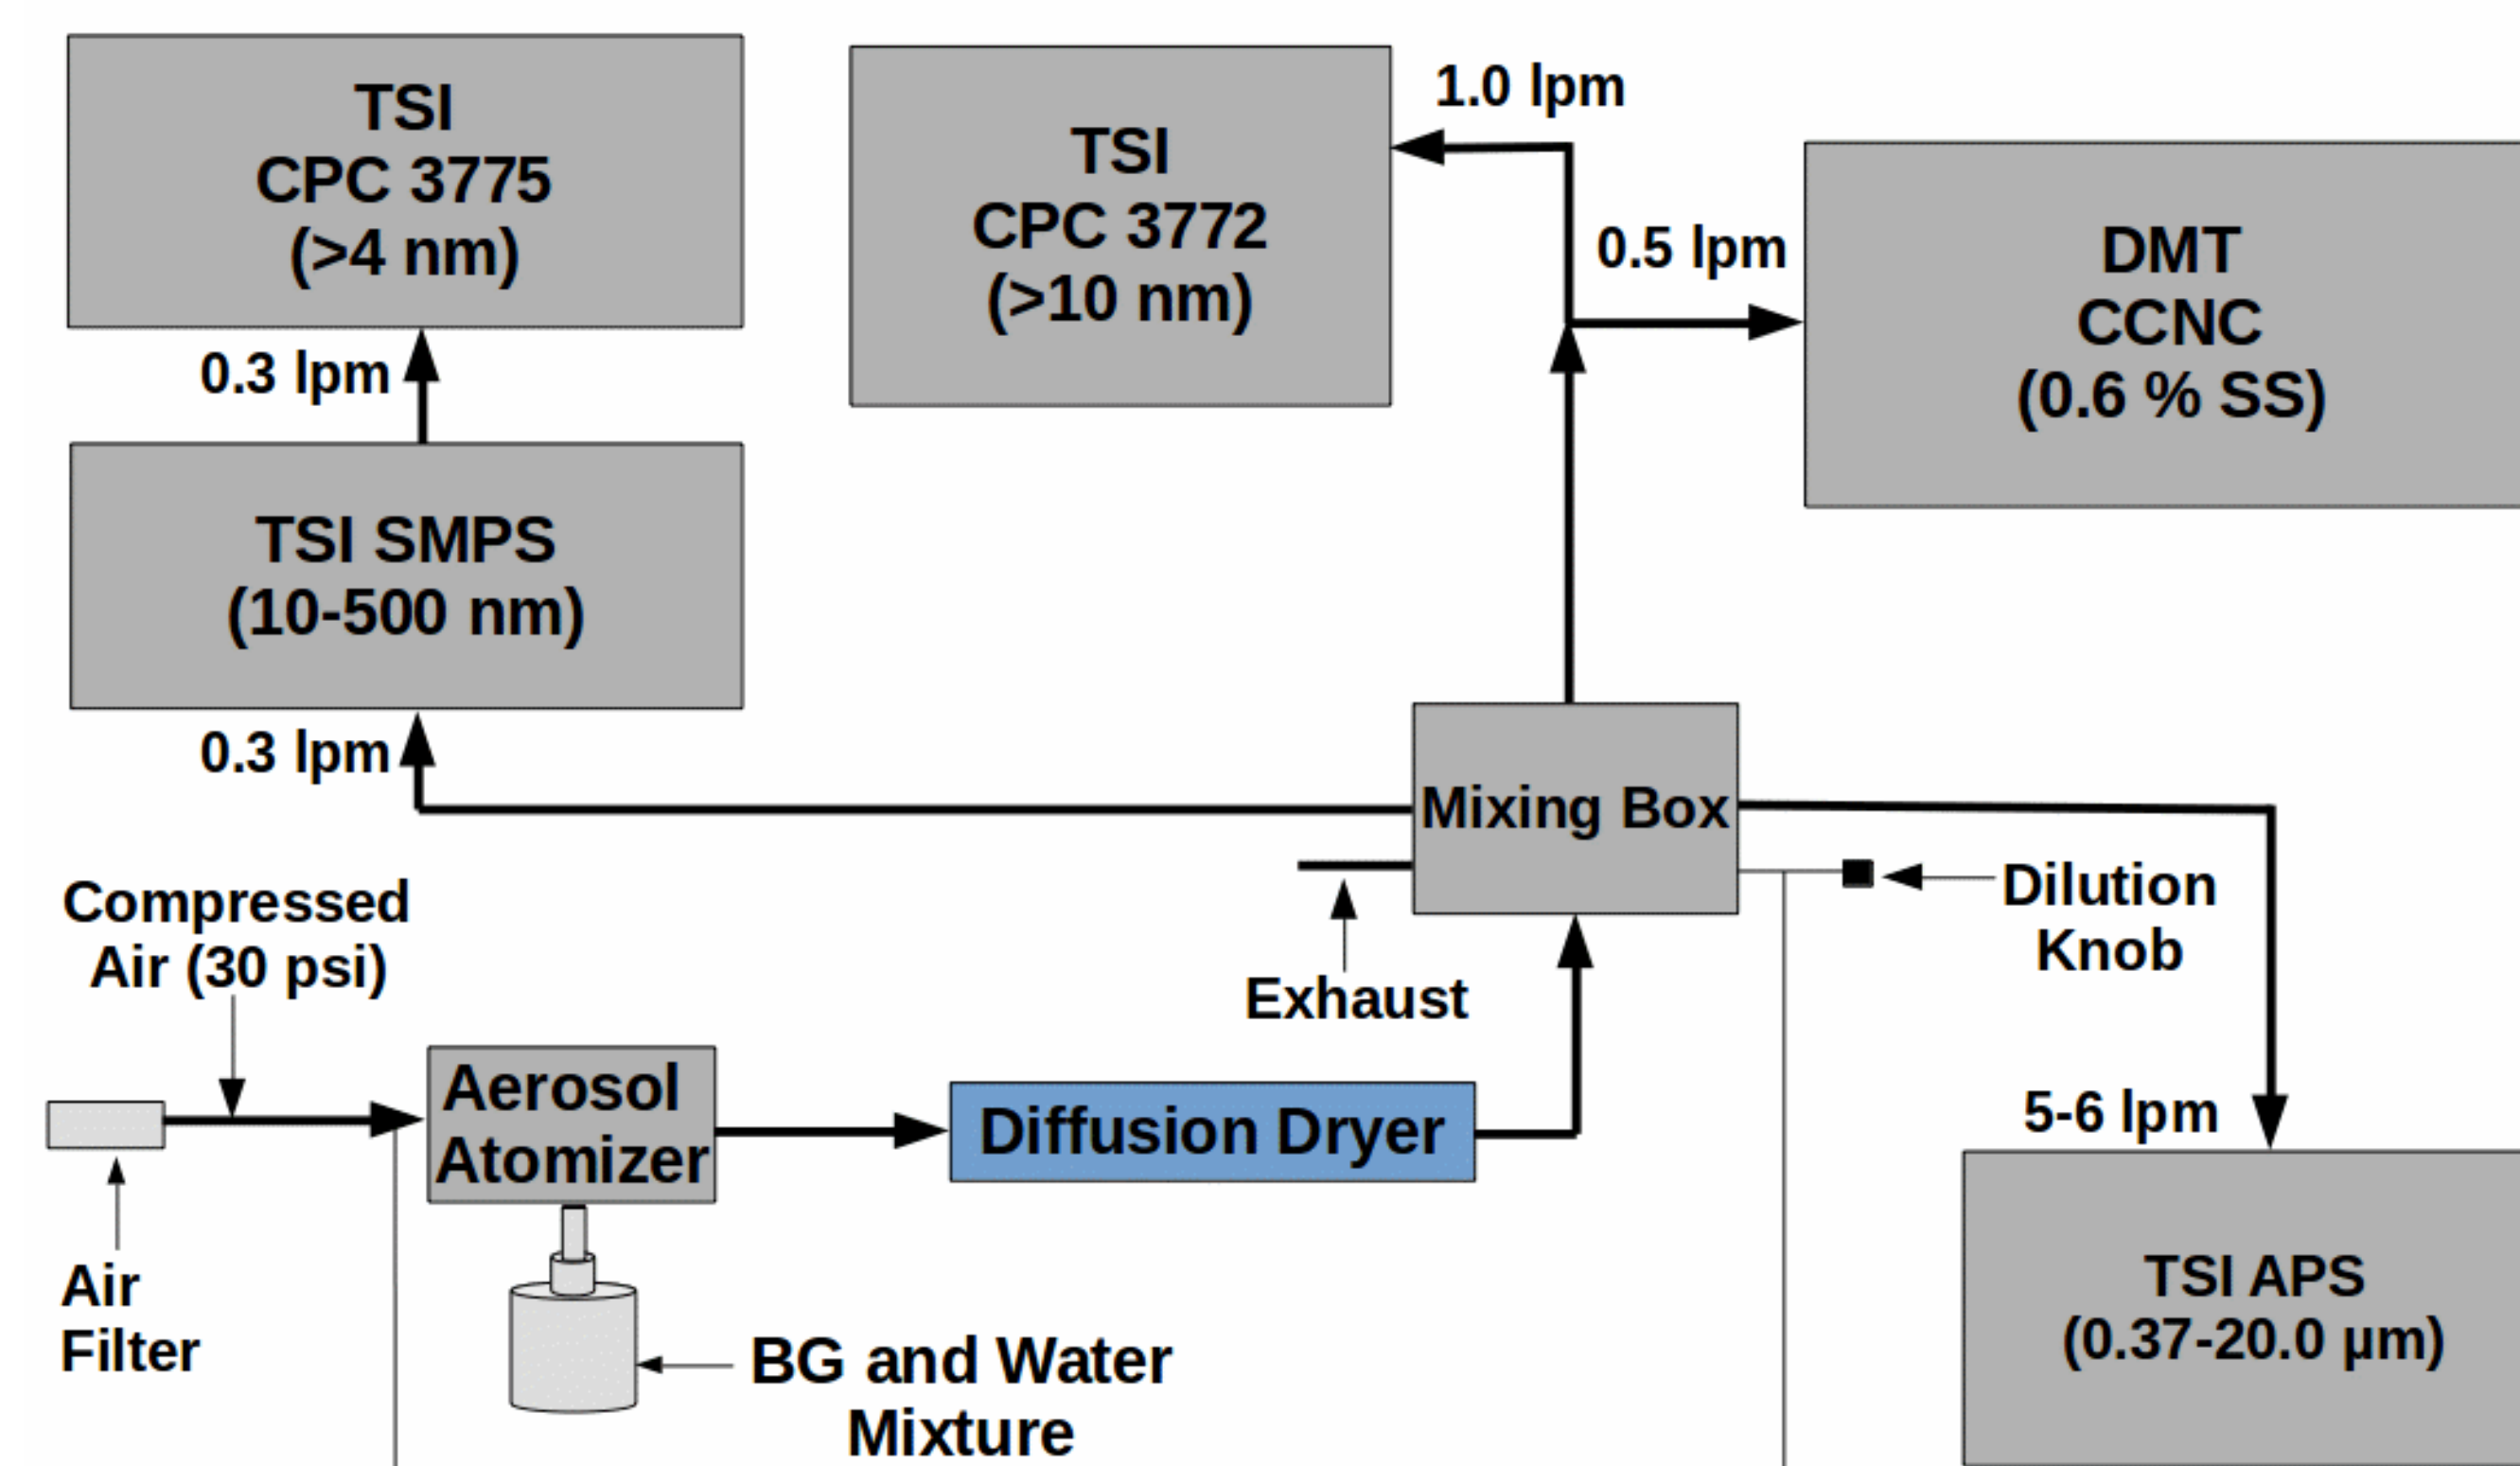 TSI
CPC 3775
(>4 nm)
TSI
CPC 3772
(>10 nm)
1.0 lpm
0.5 lpm
DMT
CCNC
(0.6 % SS)
0.3 lpm
TSI SMPS
(10-500 nm)
0.3 lpm
Mixing Box
Compressed
Air (30 psi)
Exhaust
Dilution
Knob
Aerosol
Atomizer
Diffusion Dryer
5-6 lpm
Air
Filter
BG and Water
Mixture
TSI APS
(0.37-20.0 µm)